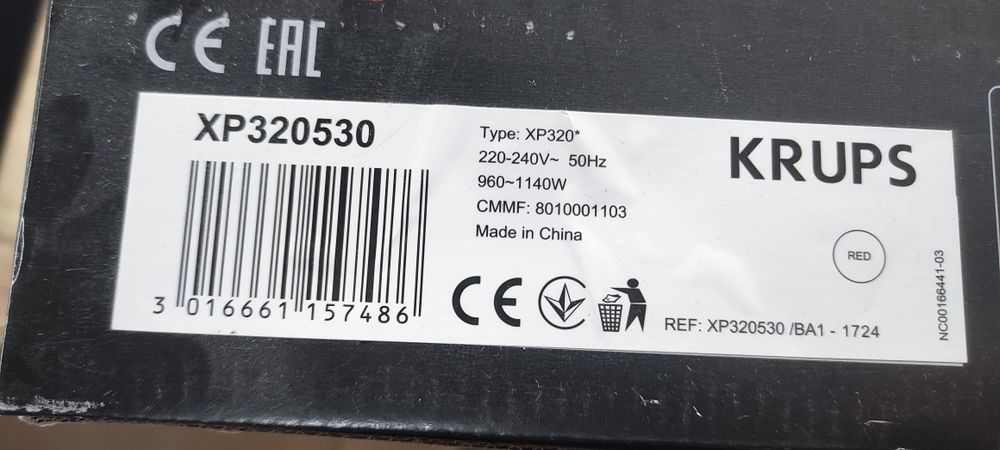 CE EAC
XP320530
3 016661 157486
Type: XP320*
220-240V~ 50Hz
960~1140W
CMMF: 8010001103
Made in China
CE
KRUPS
RED
REF: XP320530 /BA1 - 1724
NC00166441-03